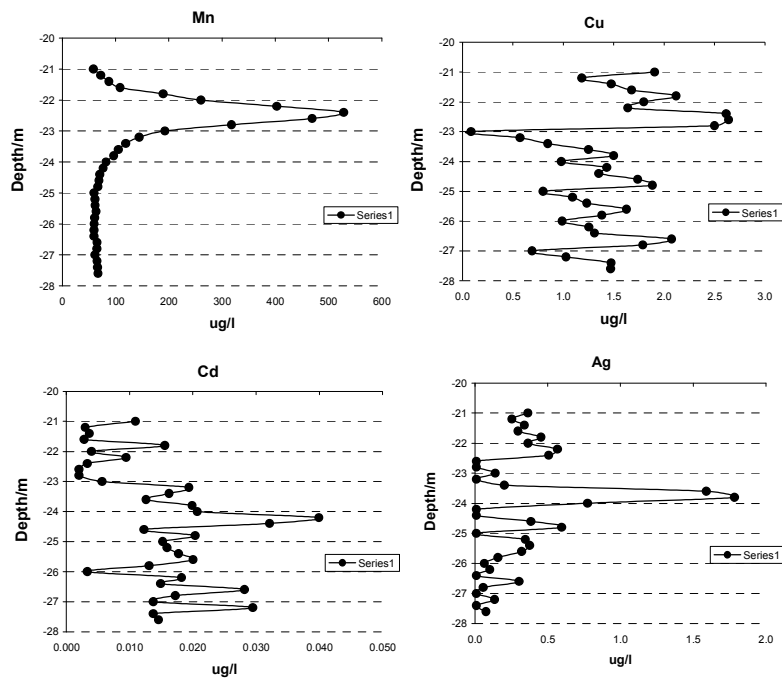 Mn
-20
-21
-22
-23
-24
-25
-26
-27
-28
Depth/m
0 100 200 300 400 500 600
ug/l
Series1
Cu
-20
-21
-22
-23
-24
-25
-26
-27
-28
Depth/m
0.0 0.5 1.0 1.5 2.0 2.5 3.0
ug/l
Series1
Cd
-20
-21
-22
-23
-24
-25
-26
-27
-28
Depth/m
0.000 0.010 0.020 0.030 0.040 0.050
ug/l
Series1
Ag
-20
-21
-22
-23
-24
-25
-26
-27
-28
Depth/m
0.0 0.5 1.0 1.5 2.0
ug/l
Series1